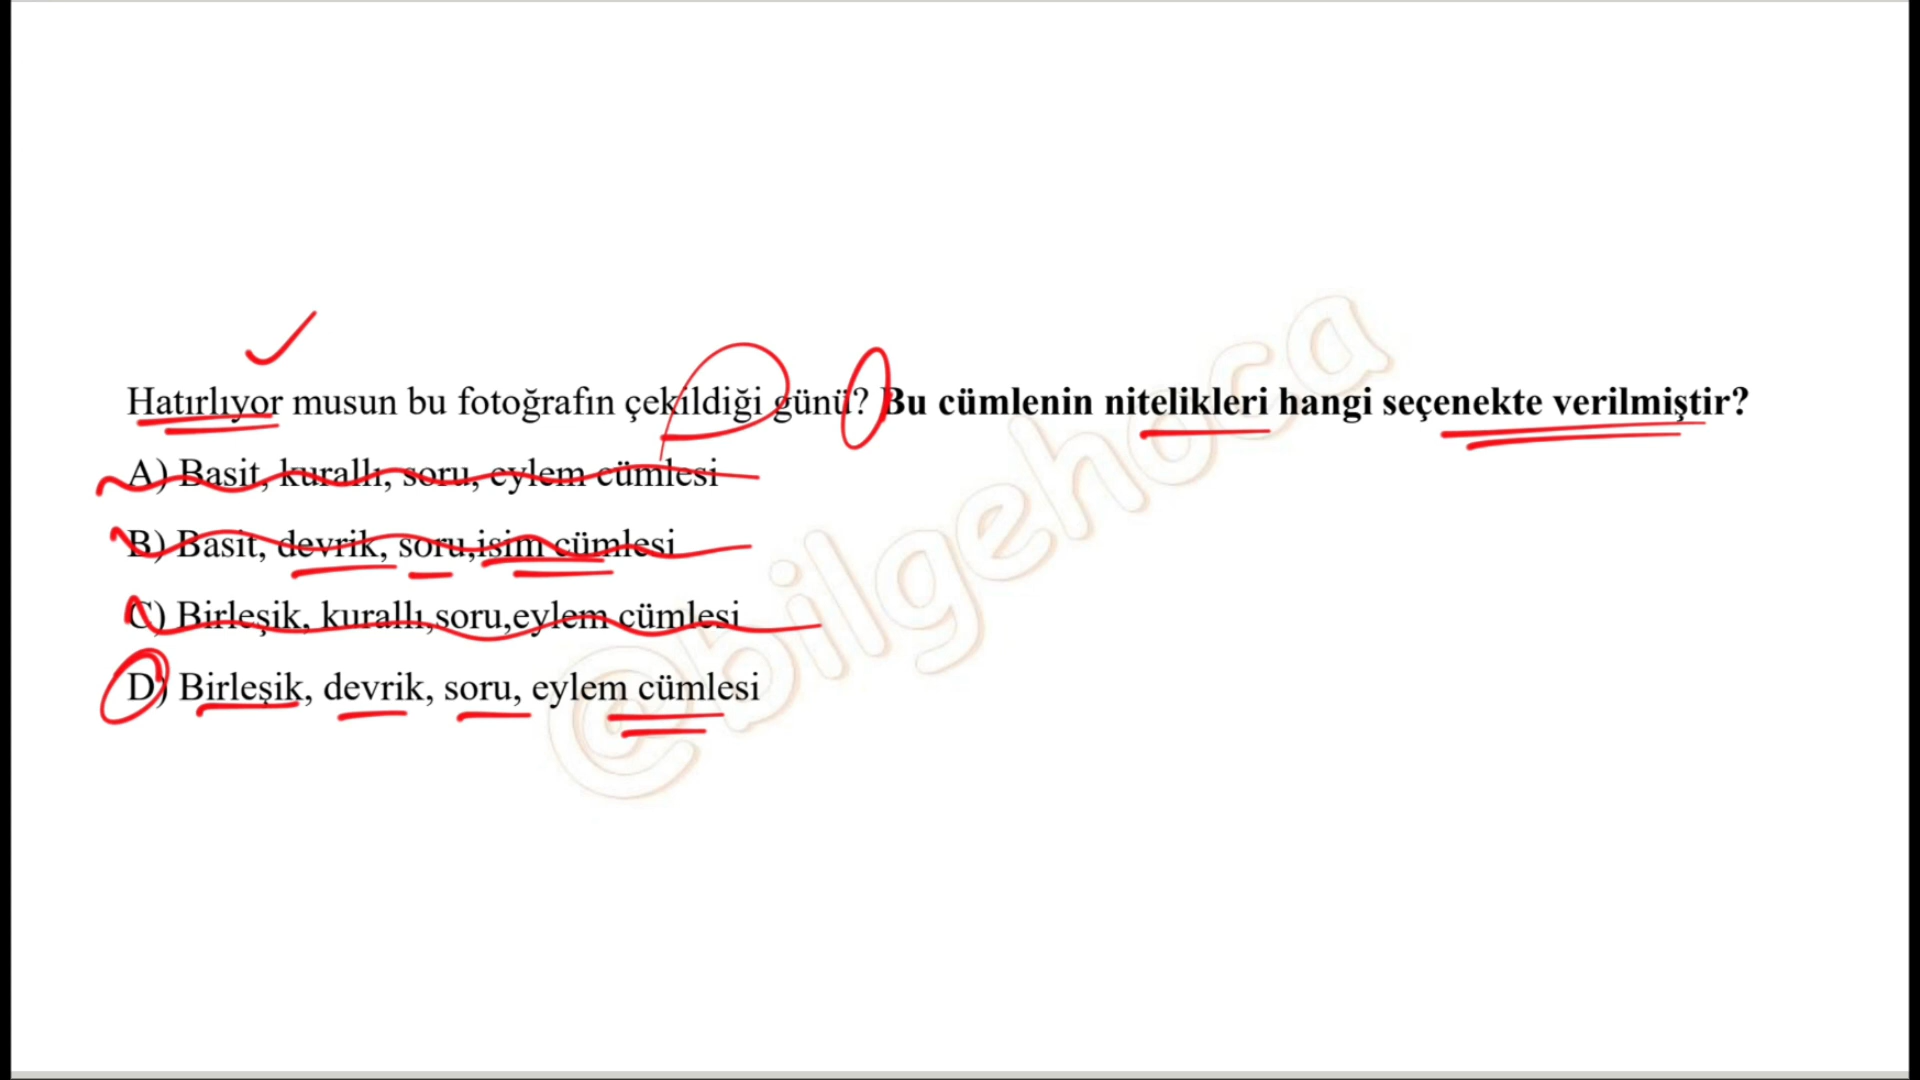 Hatırlıyor musun bu fotoğrafın çekildiği günü? Bu cümlenin nitelikleri hangi seçenekte verilmiştir?
A) Basit, kurallı, soru, eylem cümlesi
B) Basit, devrik, soru,isim cümlesi
C) Birleşik, kurallı,soru,eylem cümlesi
D) Birleşik, devrik, soru, eylem cümlesi
@bilgehoca